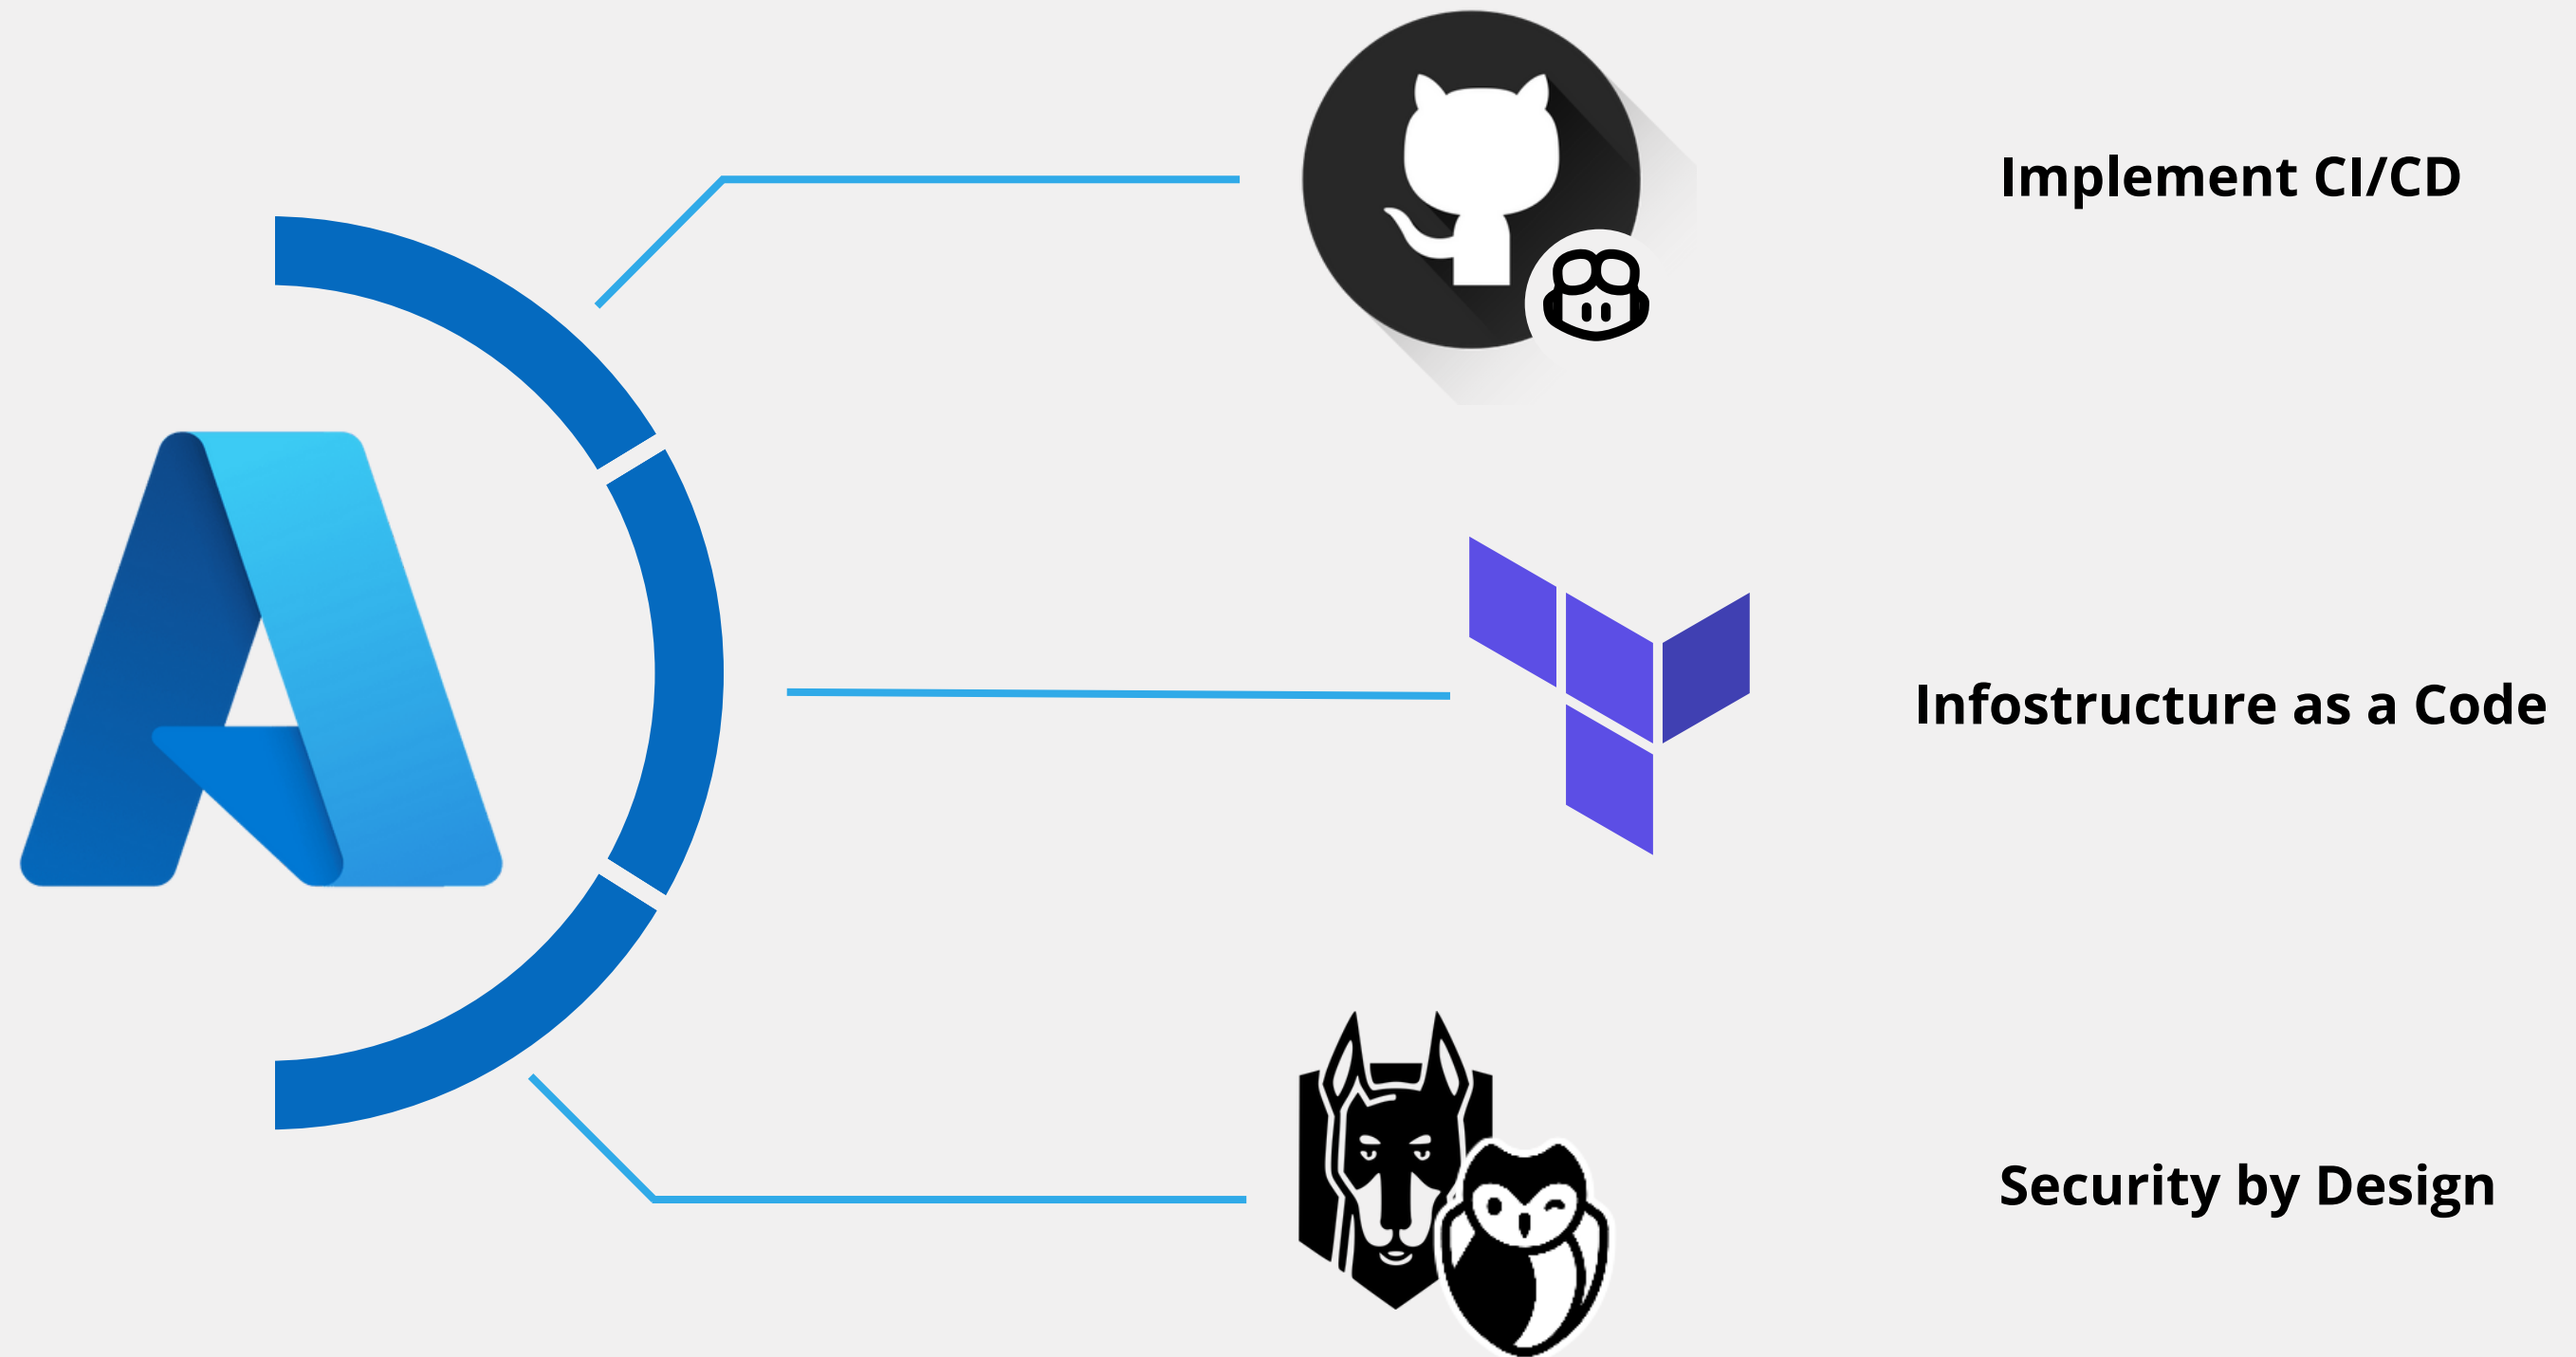 Implement CI/CD
Infostructure as a Code
Security by Design